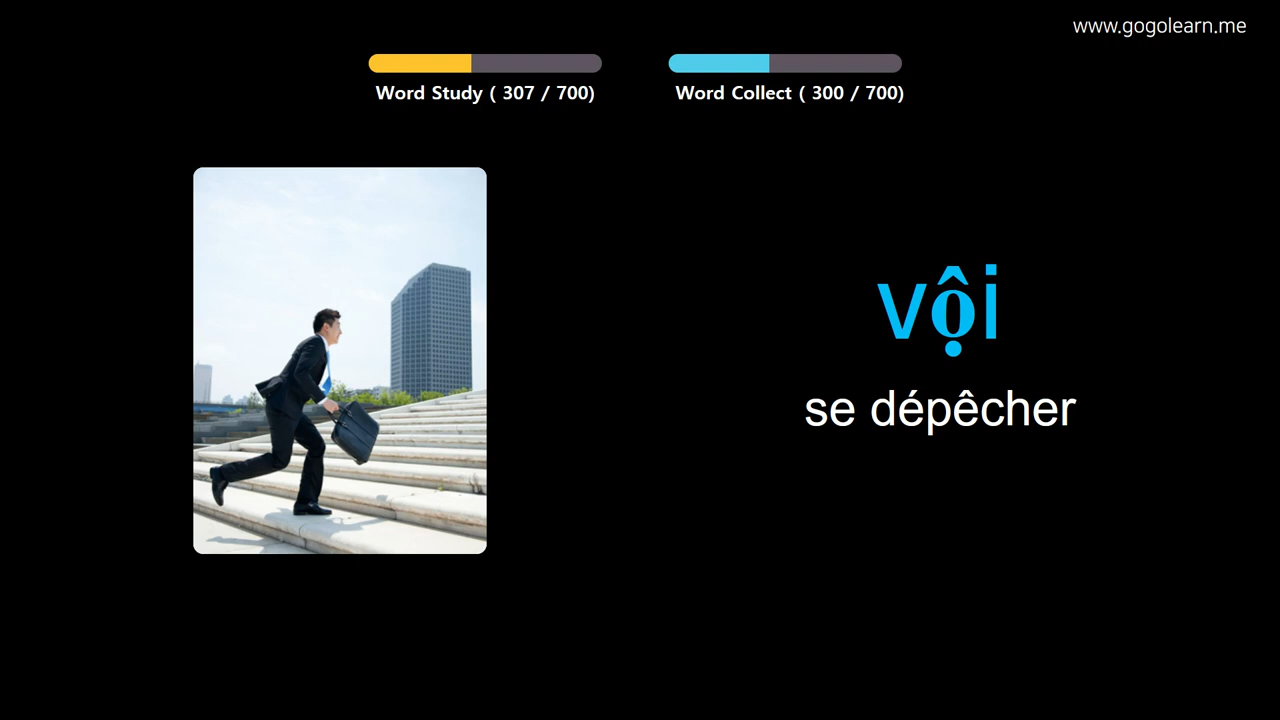 www.gogolearn.me
Word Study ( 307 / 700)
Word Collect ( 300 / 700)
vội
se dépêcher